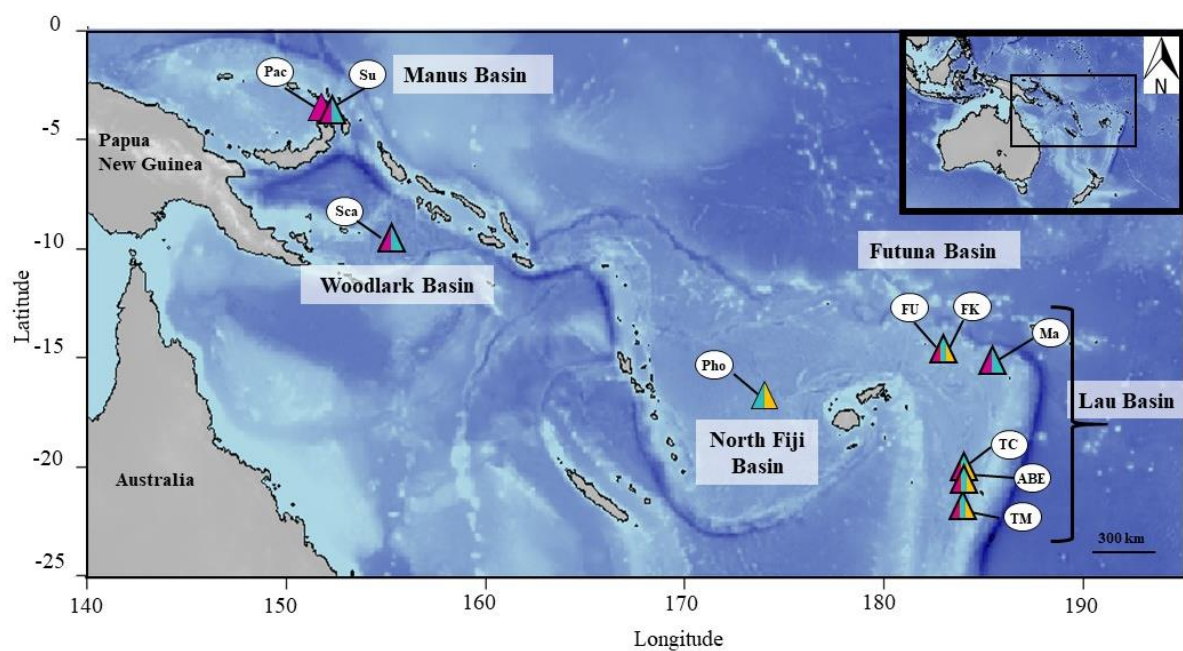 0
-5
-10
-15
-20
-25
Latitude
140
150
160
170
180
190
Longitude
Pac
Su
Manus Basin
Papua
New Guinea
Sca
Woodlark Basin
Australia
Pho
North Fiji
Basin
Futuna Basin
FU
FK
Ma
Lau Basin
TC
ABE
TM
300 km
N